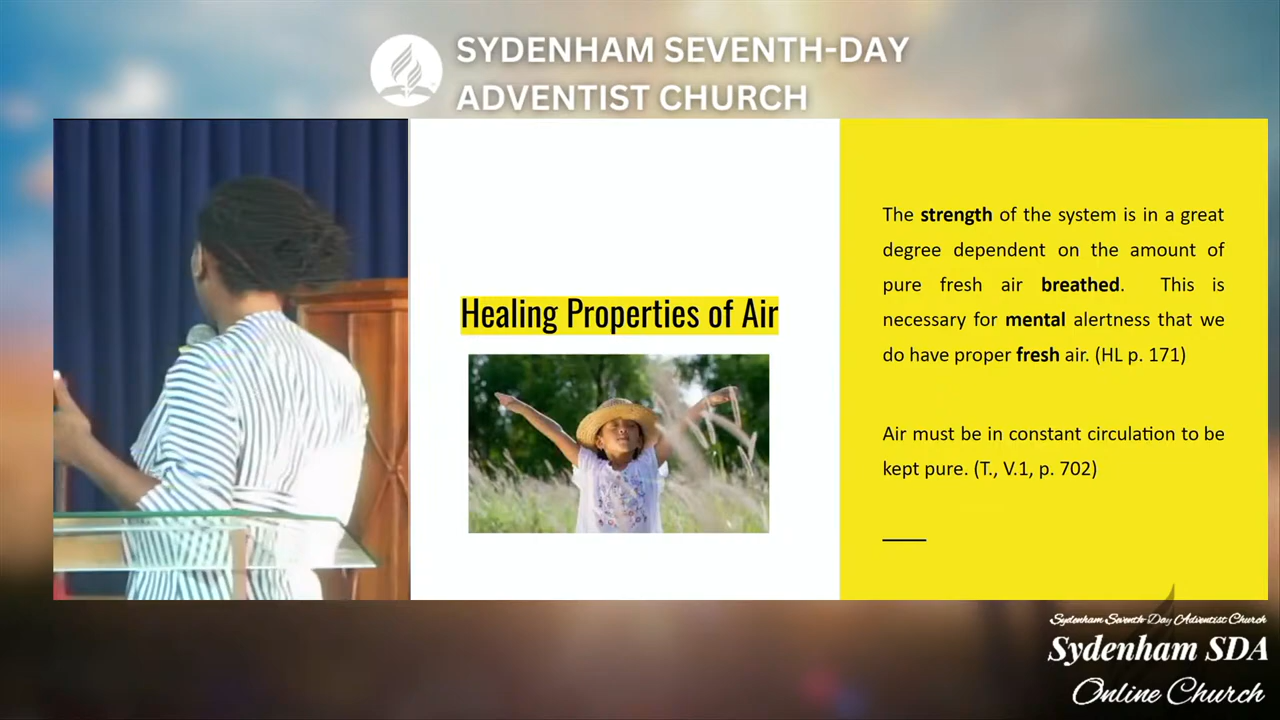 SYDENHAM SEVENTH-DAY
ADVENTIST CHURCH
Healing Properties of Air
The strength of the system is in a great
degree dependent on the amount of
pure fresh air breathed. This is
necessary for mental alertness that we
do have proper fresh air. (HL p. 171)
Air must be in constant circulation to be
kept pure. (T., V.1, p. 702)
Sydenham Seventh-Day Adventist Church
Sydenham SDA
Online Church